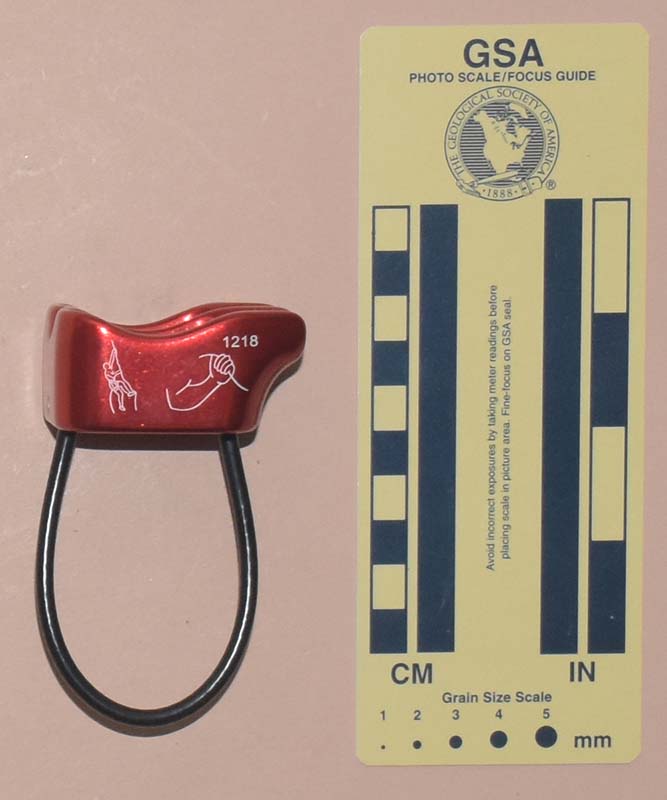 GSA
PHOTO SCALE/FOCUS GUIDE
THE GEOLOGICAL SOCIETY OF AMERICA
·1888·
®
1218
Avoid incorrect exposures by taking meter readings before
placing scale in picture area. Fine-focus on GSA seal.
CM
IN
Grain Size Scale
1 2 3 4 5
mm